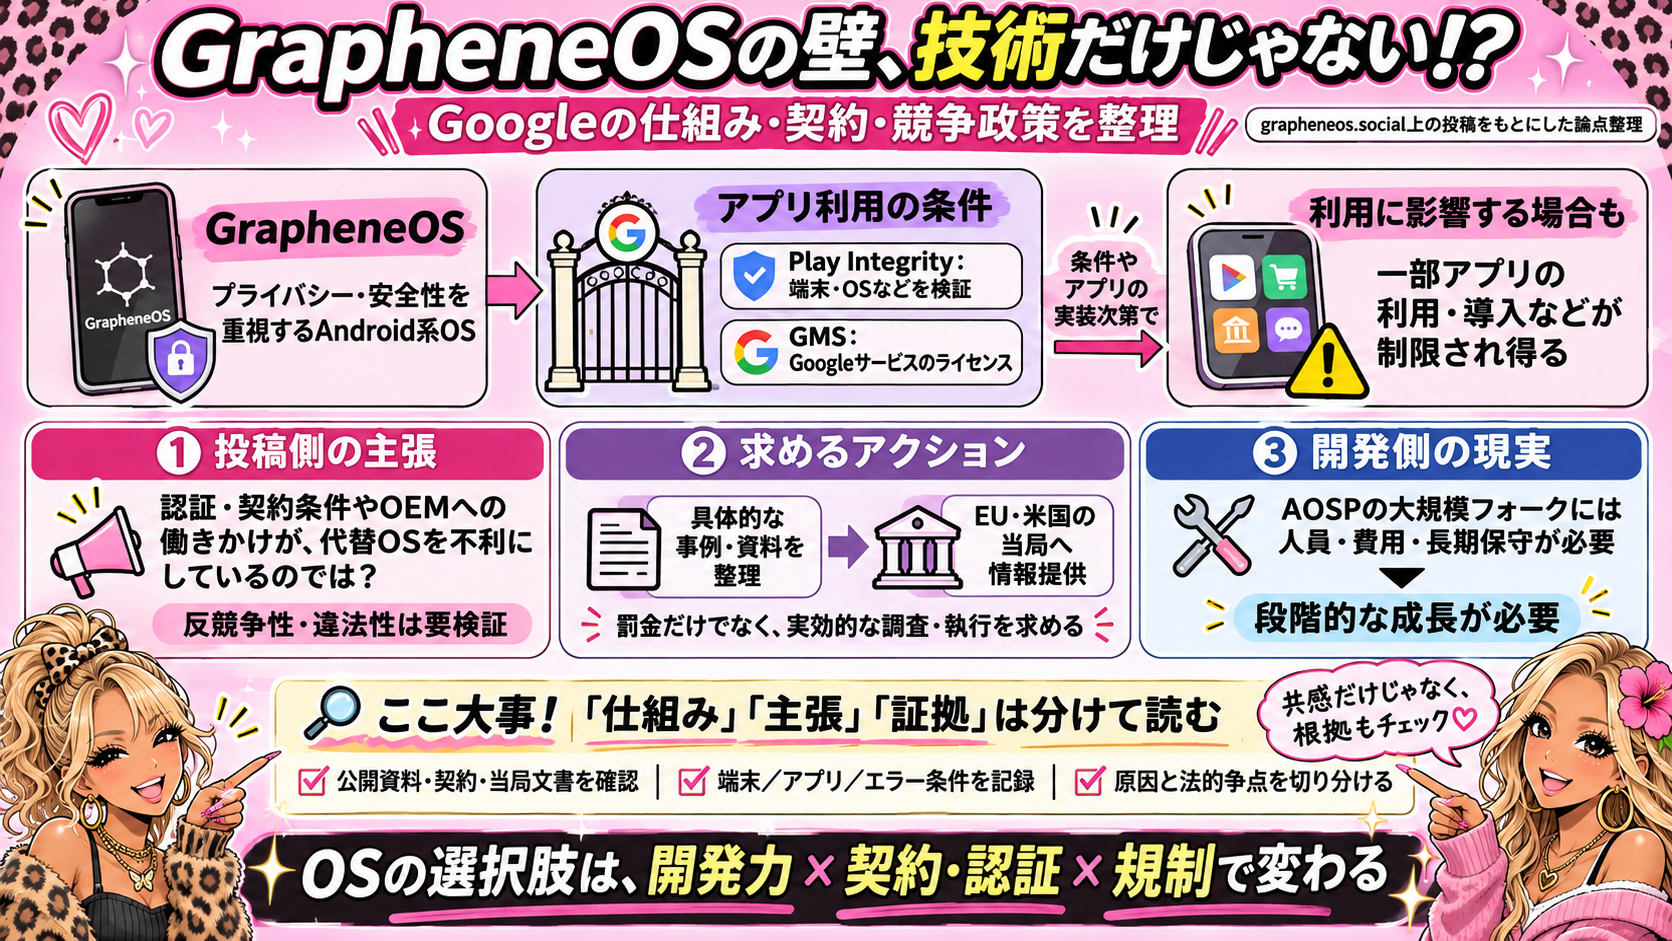 GrapheneOSの壁、技術だけじゃない!?
Googleの仕組み・契約・競争政策を整理
grapheneos.social上の投稿をもとにした論点整理
GrapheneOS
GrapheneOS
プライバシー・安全性を
重視するAndroid系OS
G
アプリ利用の条件
Play Integrity:
端末・OSなどを検証
G
GMS:
Googleサービスのライセンス
条件や
アプリの
実装次第で
利用に影響する場合も
一部アプリの
利用・導入などが
制限され得る
1 投稿側の主張
認証・契約条件やOEMへの
働きかけが、代替OSを不利に
しているのでは?
反競争性・違法性は要検証
2 求めるアクション
具体的な
事例・資料を
整理
EU・米国の
当局へ
情報提供
罰金だけでなく、実効的な調査・執行を求める
3 開発側の現実
AOSPの大規模フォークには
人員・費用・長期保守が必要
段階的な成長が必要
ここ大事!「仕組み」「主張」「証拠」は分けて読む
公開資料・契約・当局文書を確認
端末/アプリ/エラー条件を記録
原因と法的争点を切り分ける
共感だけじゃなく、
根拠もチェック♡
OSの選択肢は、開発力×契約・認証×規制で変わる